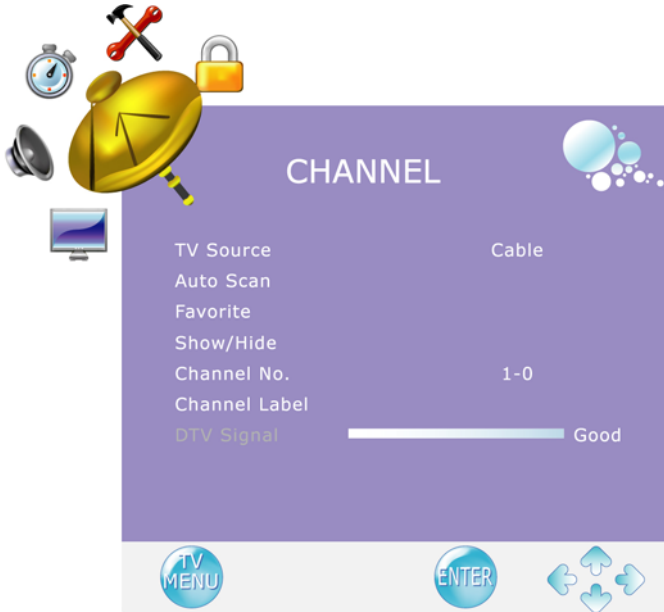 CHANNEL
TV Source Cable
Auto Scan
Favorite
Show/Hide
Channel No. 1-0
Channel Label
DTV Signal Good
TV
MENU
ENTER